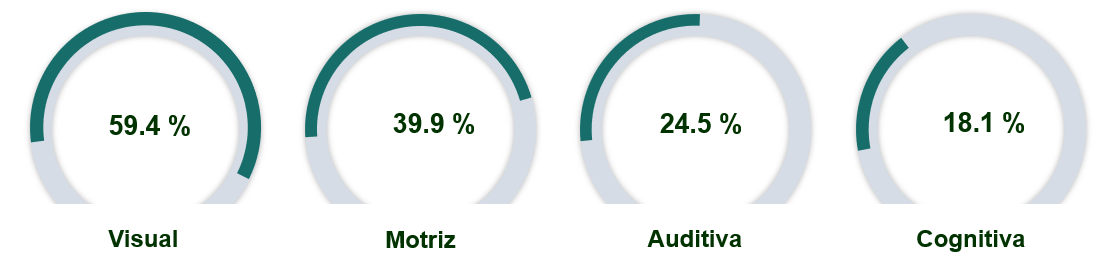 59.4 %
39.9 %
24.5 %
18.1 %
Visual
Motriz
Auditiva
Cognitiva